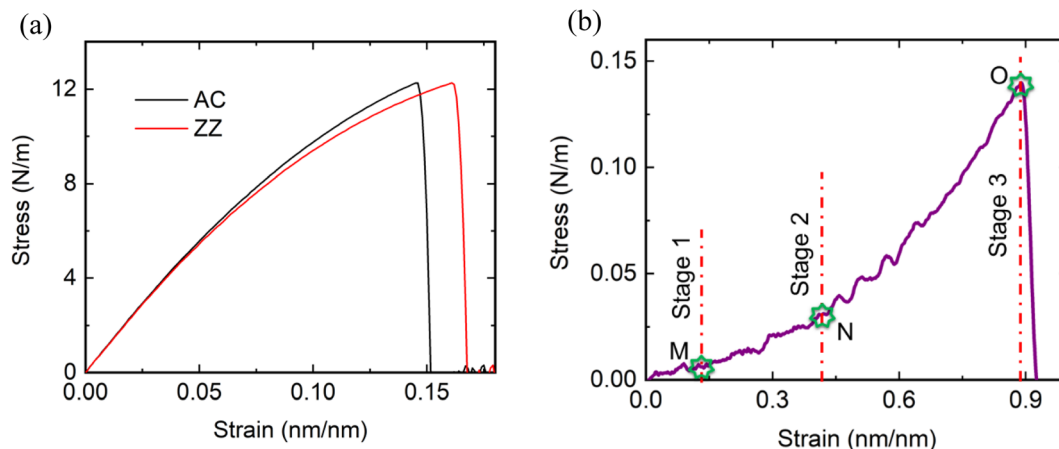 (a)
12
8
4
0
0.00
0.05
0.10
0.15
AC
ZZ
Stress (N/m)
Strain (nm/nm)
(b)
0.15
0.10
0.05
0.00
0.0
0.3
0.6
0.9
Stress (N/m)
Strain (nm/nm)
Stage 1
Stage 2
Stage 3
M
N
O